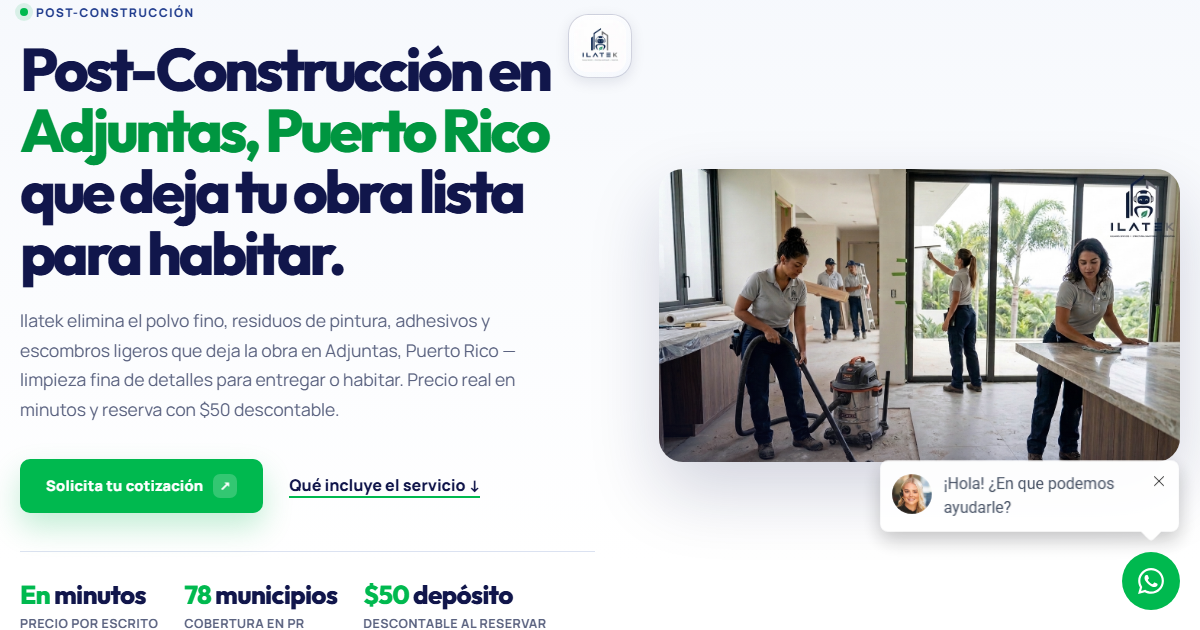 POST-CONSTRUCCIÓN
Post-Construcción en
Adjuntas, Puerto Rico
que deja tu obra lista
para habitar.
Ilatek elimina el polvo fino, residuos de pintura, adhesivos y
escombros ligeros que deja la obra en Adjuntas, Puerto Rico —
limpieza fina de detalles para entregar o habitar. Precio real en
minutos y reserva con $50 descontable.
Solicita tu cotización ↗
Qué incluye el servicio ↓
En minutos
PRECIO POR ESCRITO
78 municipios
COBERTURA EN PR
$50 depósito
DESCONTABLE AL RESERVAR
ILATEK
ILATEK
¡Hola! ¿En que podemos
ayudarle?